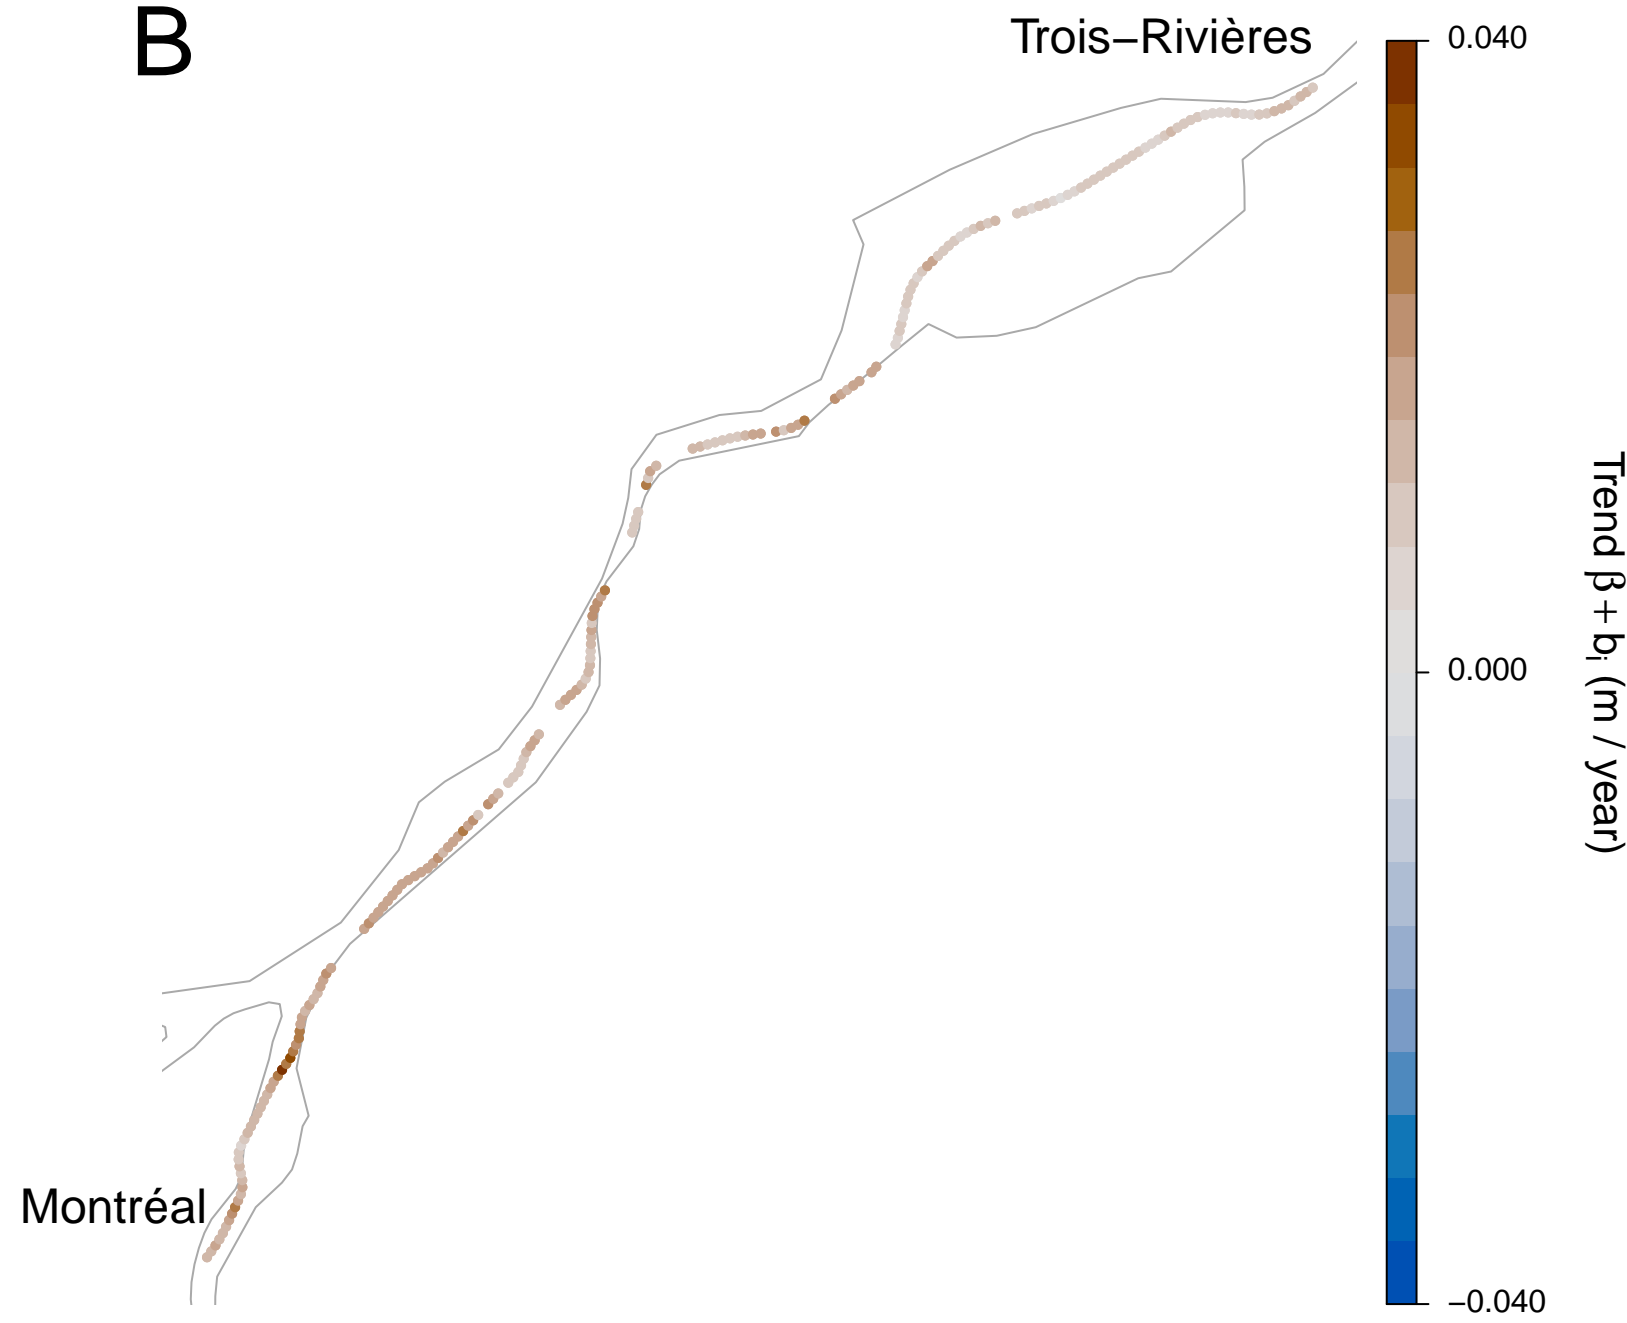 B
Trois−Rivières
0.040
0.000
Trend β + bi (m / year)
Montréal
−0.040